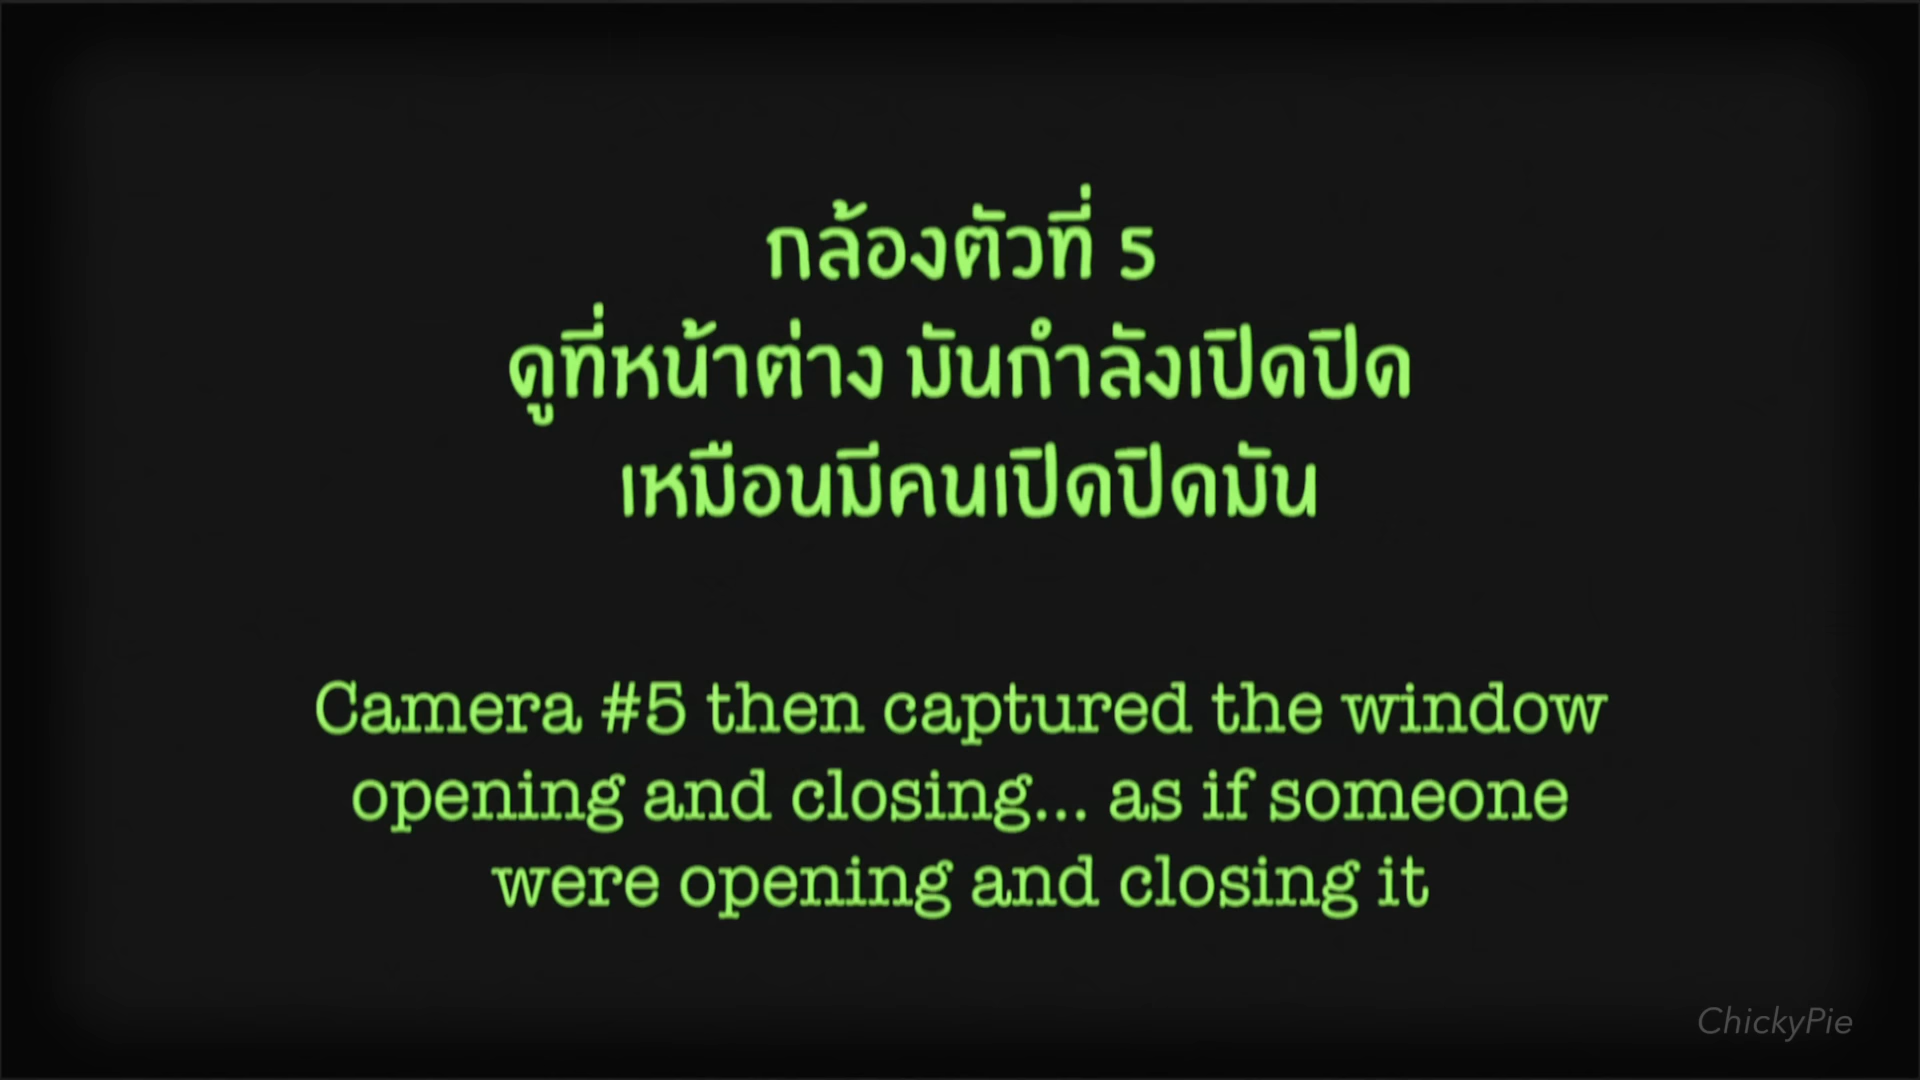 กล้องตัวที่ 5
ดูที่หน้าต่าง มันกำลังเปิดปิด
เหมือนมีคนเปิดปิดมัน
Camera #5 then captured the window
opening and closing... as if someone
were opening and closing it
ChickyPie